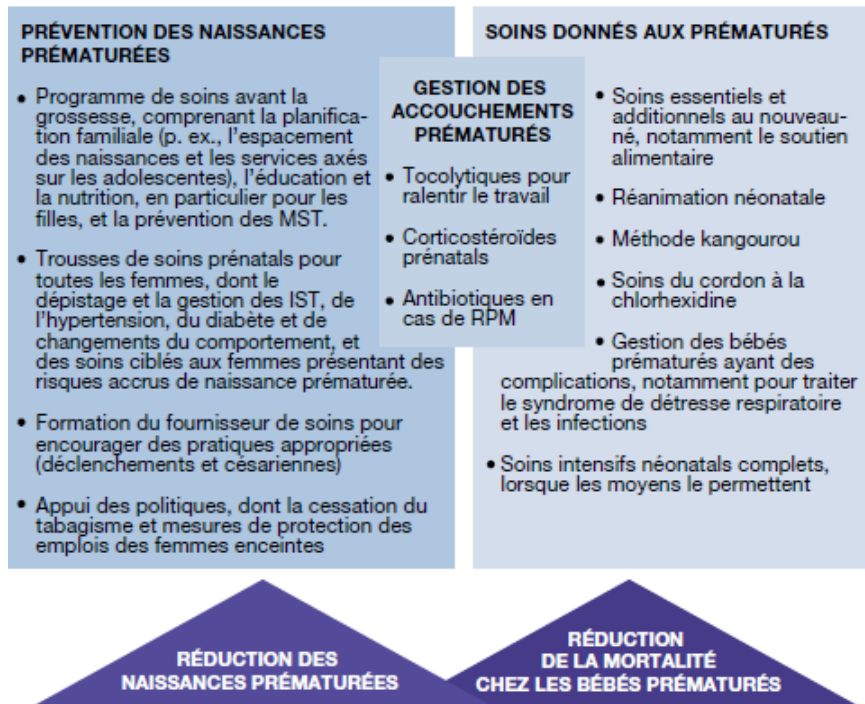 PRÉVENTION DES NAISSANCES
PRÉMATURÉES
• Programme de soins avant la
grossesse, comprenant la planifica-
tion familiale (p. ex., l'espacement
des naissances et les services axés
sur les adolescentes), l'éducation et
la nutrition, en particulier pour les
filles, et la prévention des MST.
• Trousses de soins prénatals pour
toutes les femmes, dont le
dépistage et la gestion des IST, de
l'hypertension, du diabète et de
changements du comportement, et
des soins ciblés aux femmes présentant des
risques accrus de naissance prématurée.
• Formation du fournisseur de soins pour
encourager des pratiques appropriées
(déclenchements et césariennes)
• Appui des politiques, dont la cessation du
tabagisme et mesures de protection des
emplois des femmes enceintes
GESTION DES
ACCOUCHEMENTS
PRÉMATURÉS
• Tocolytiques pour
ralentir le travail
• Corticostéroïdes
prénatals
• Antibiotiques en
cas de RPM
SOINS DONNÉS AUX PRÉMATURÉS
• Soins essentiels et
additionnels au nouveau-
né, notamment le soutien
alimentaire
• Réanimation néonatale
• Méthode kangourou
• Soins du cordon à la
chlorhexidine
• Gestion des bébés
prématurés ayant des
complications, notamment pour traiter
le syndrome de détresse respiratoire
et les infections
• Soins intensifs néonatals complets,
lorsque les moyens le permettent
RÉDUCTION DES
NAISSANCES PRÉMATURÉES
RÉDUCTION
DE LA MORTALITÉ
CHEZ LES BÉBÉS PRÉMATURÉS